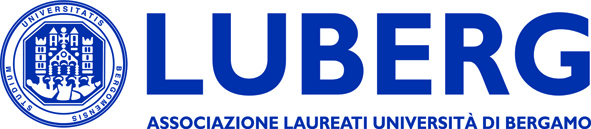 STUDIUM UNIVERSITATIS BERGOMENSIS
LUBERG
ASSOCIAZIONE LAUREATI UNIVERSITÀ DI BERGAMO